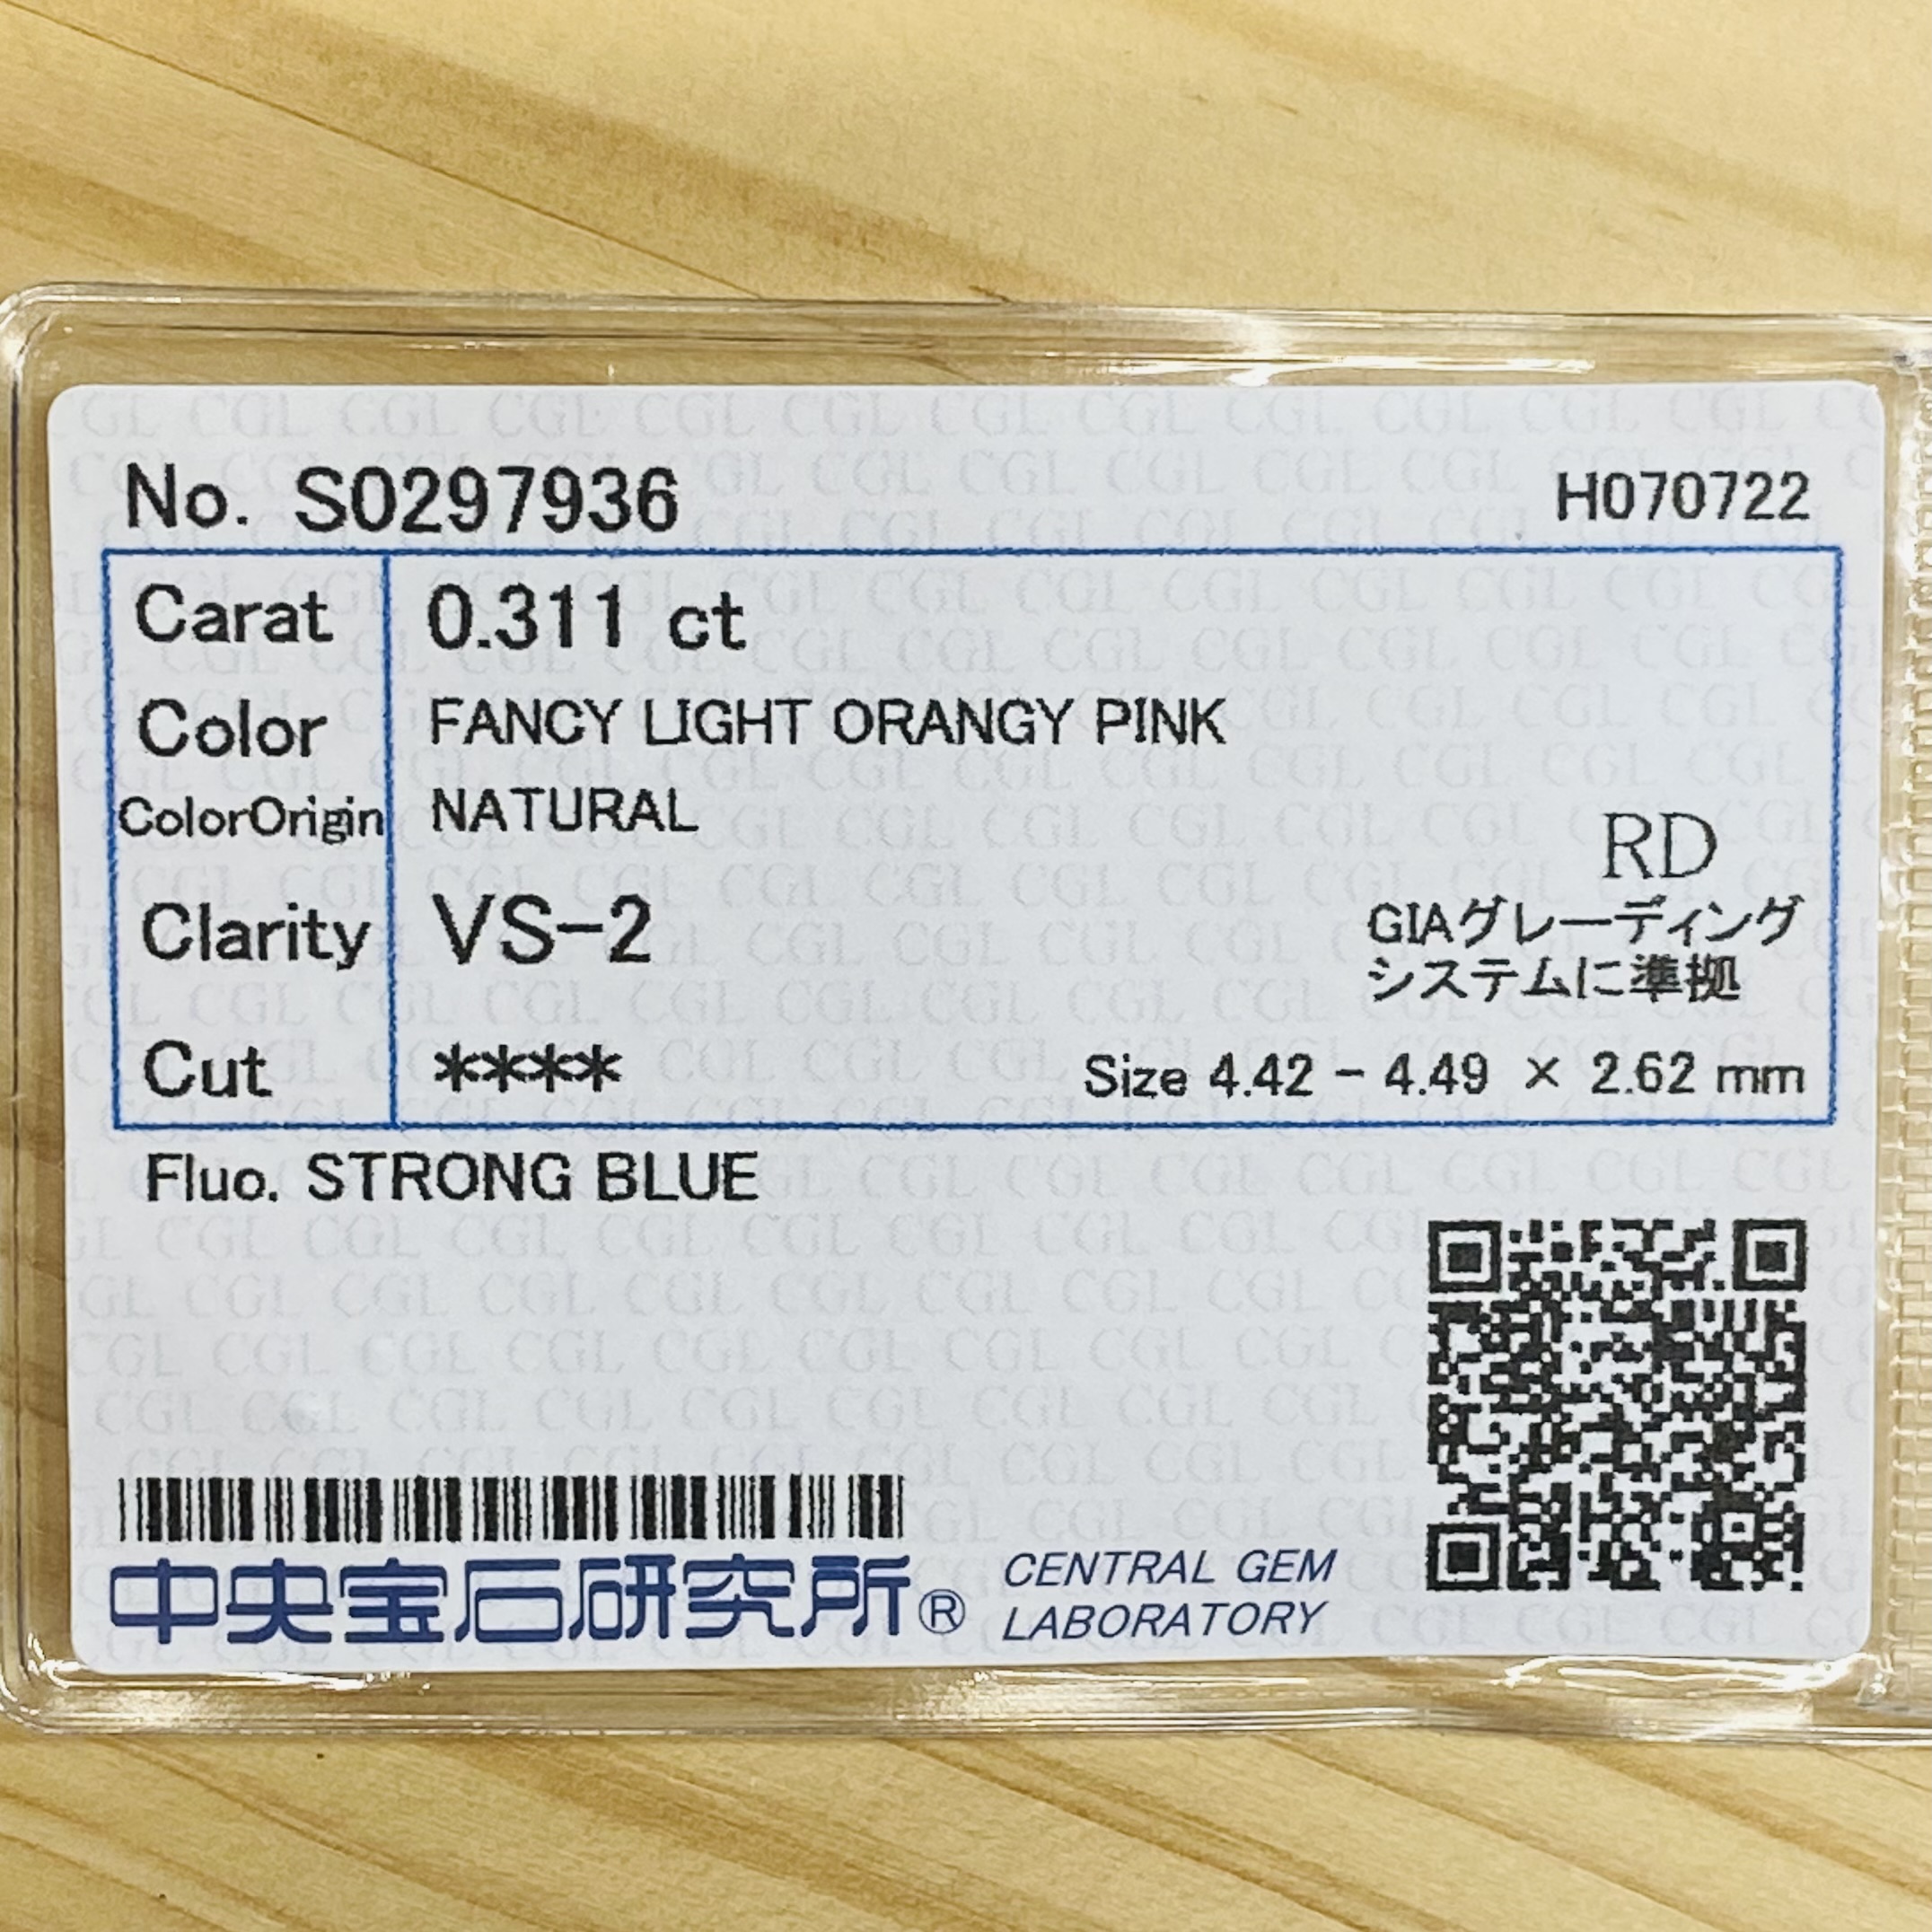 No. S0297936
H070722
Carat 0.311 ct
Color FANCY LIGHT ORANGY PINK
ColorOrigin NATURAL
RD
Clarity VS-2
GIAグレーディング
システムに準拠
Cut ****
Size 4.42 - 4.49 × 2.62 mm
Fluo. STRONG BLUE
中央宝石研究所®
CENTRAL GEM
LABORATORY